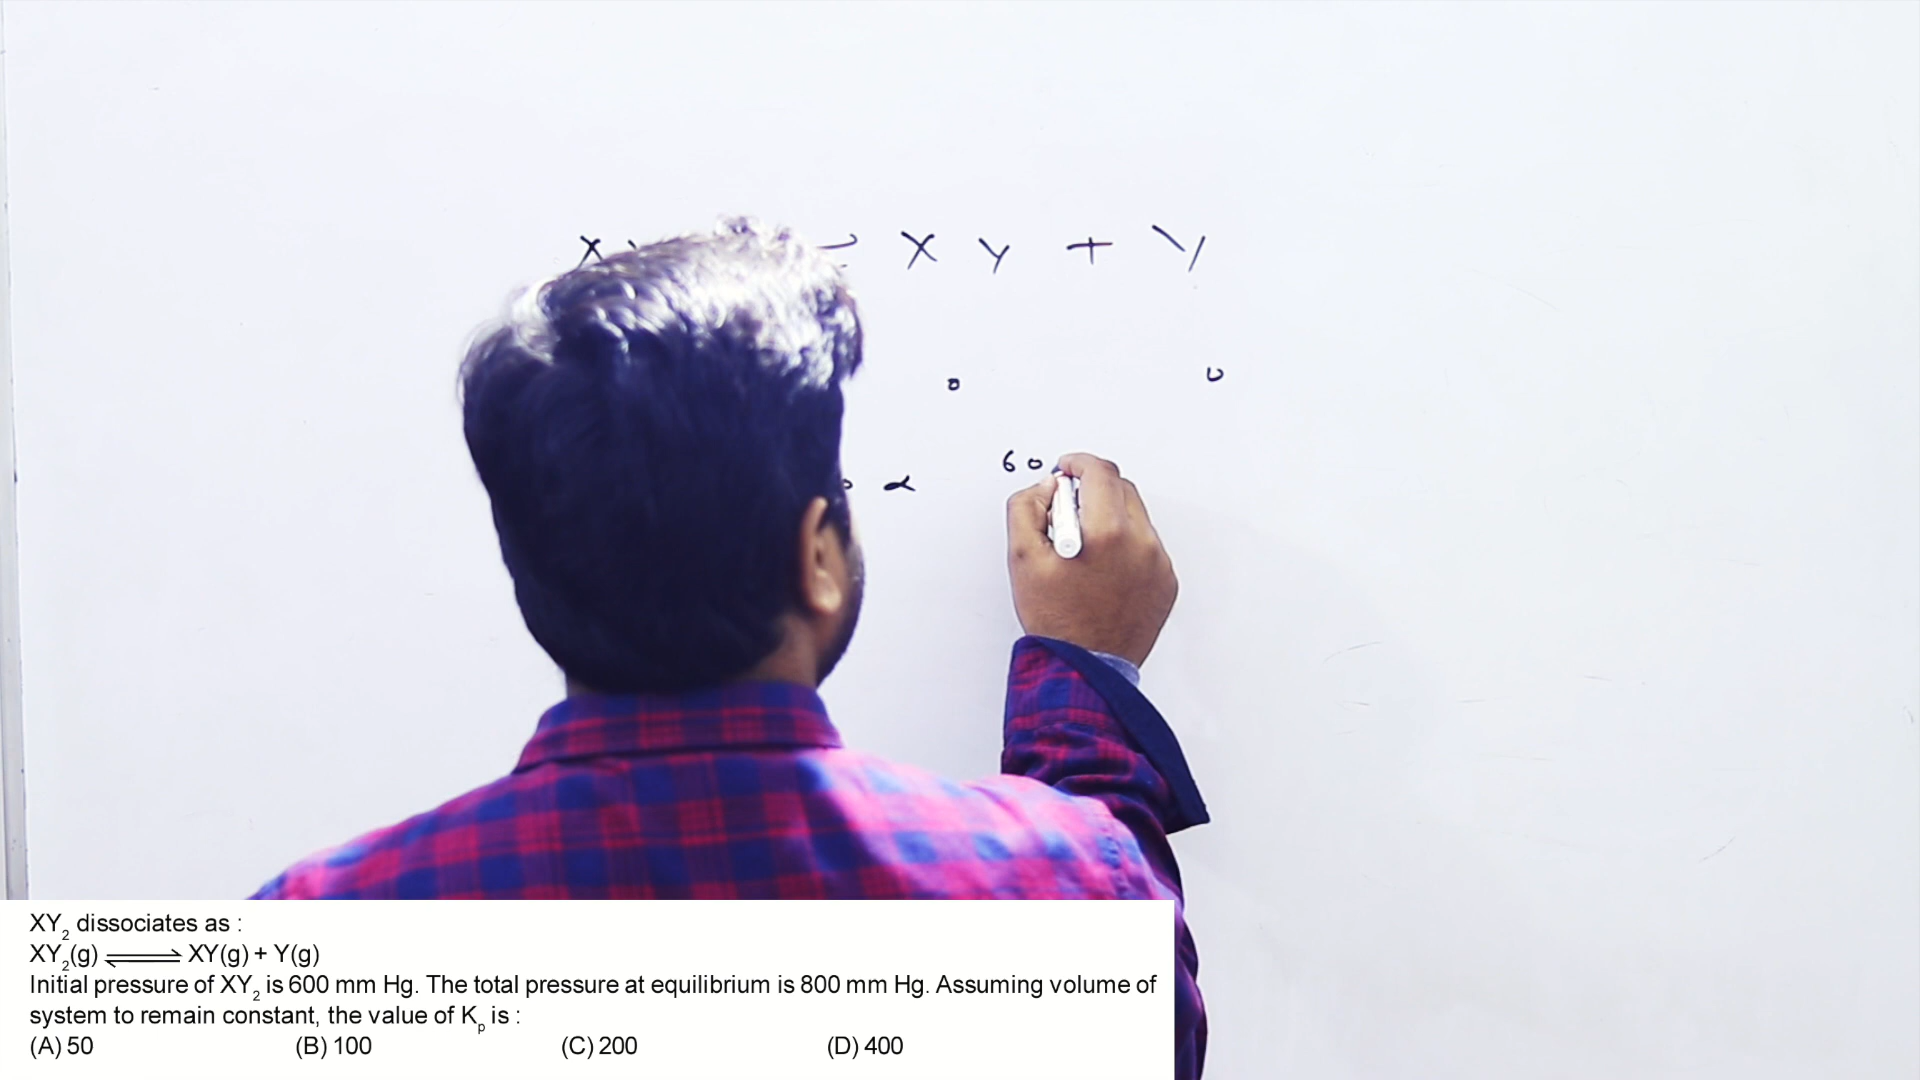 X Y + Y
0 0
α 60
XY2 dissociates as :
XY2(g) ⇌ XY(g) + Y(g)
Initial pressure of XY2 is 600 mm Hg. The total pressure at equilibrium is 800 mm Hg. Assuming volume of
system to remain constant, the value of Kp is :
(A) 50 (B) 100 (C) 200 (D) 400